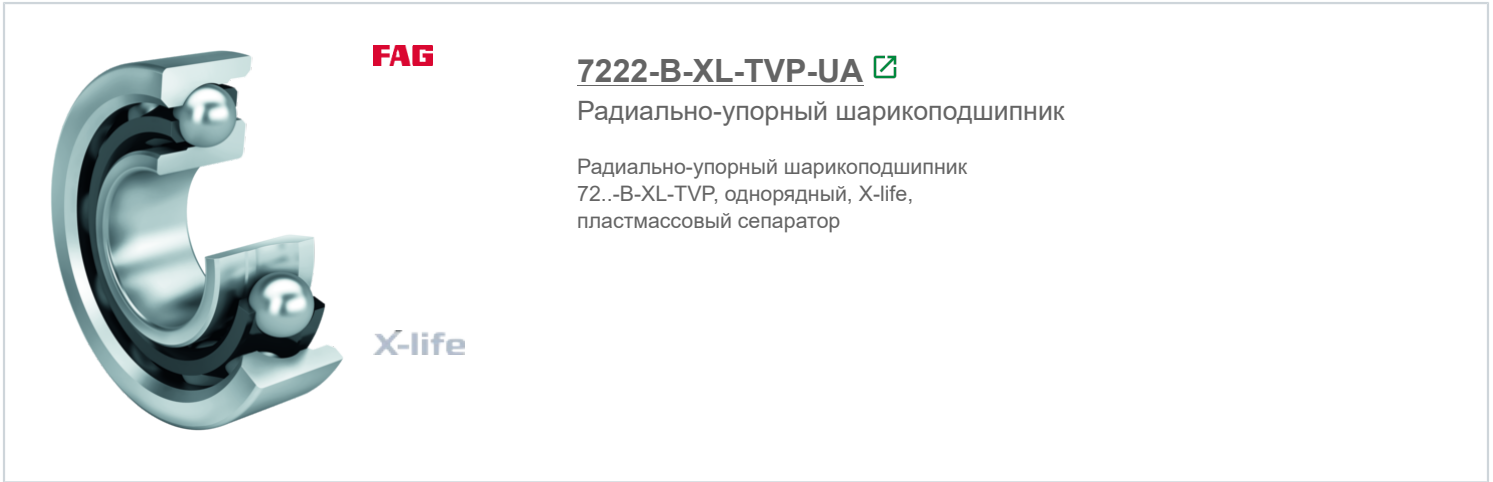 FAG
7222-B-XL-TVP-UA
Радиально-упорный шарикоподшипник
Радиально-упорный шарикоподшипник
72..-B-XL-TVP, однорядный, X-life,
пластмассовый сепаратор
X-life